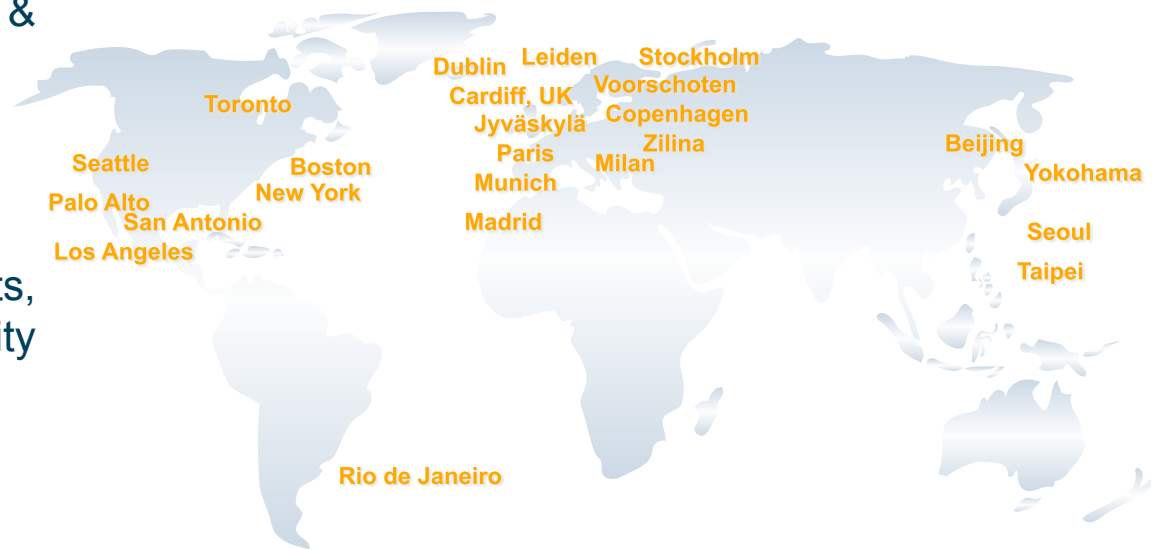 &
Dublin
Leiden
Stockholm
Cardiff, UK
Voorschoten
Toronto
Jyväskylä
Copenhagen
Paris
Zilina
Beijing
Seattle
Boston
Milan
Yokohama
Munich
Palo Alto
New York
San Antonio
Madrid
Seoul
Los Angeles
Taipei
ts,
ity
Rio de Janeiro